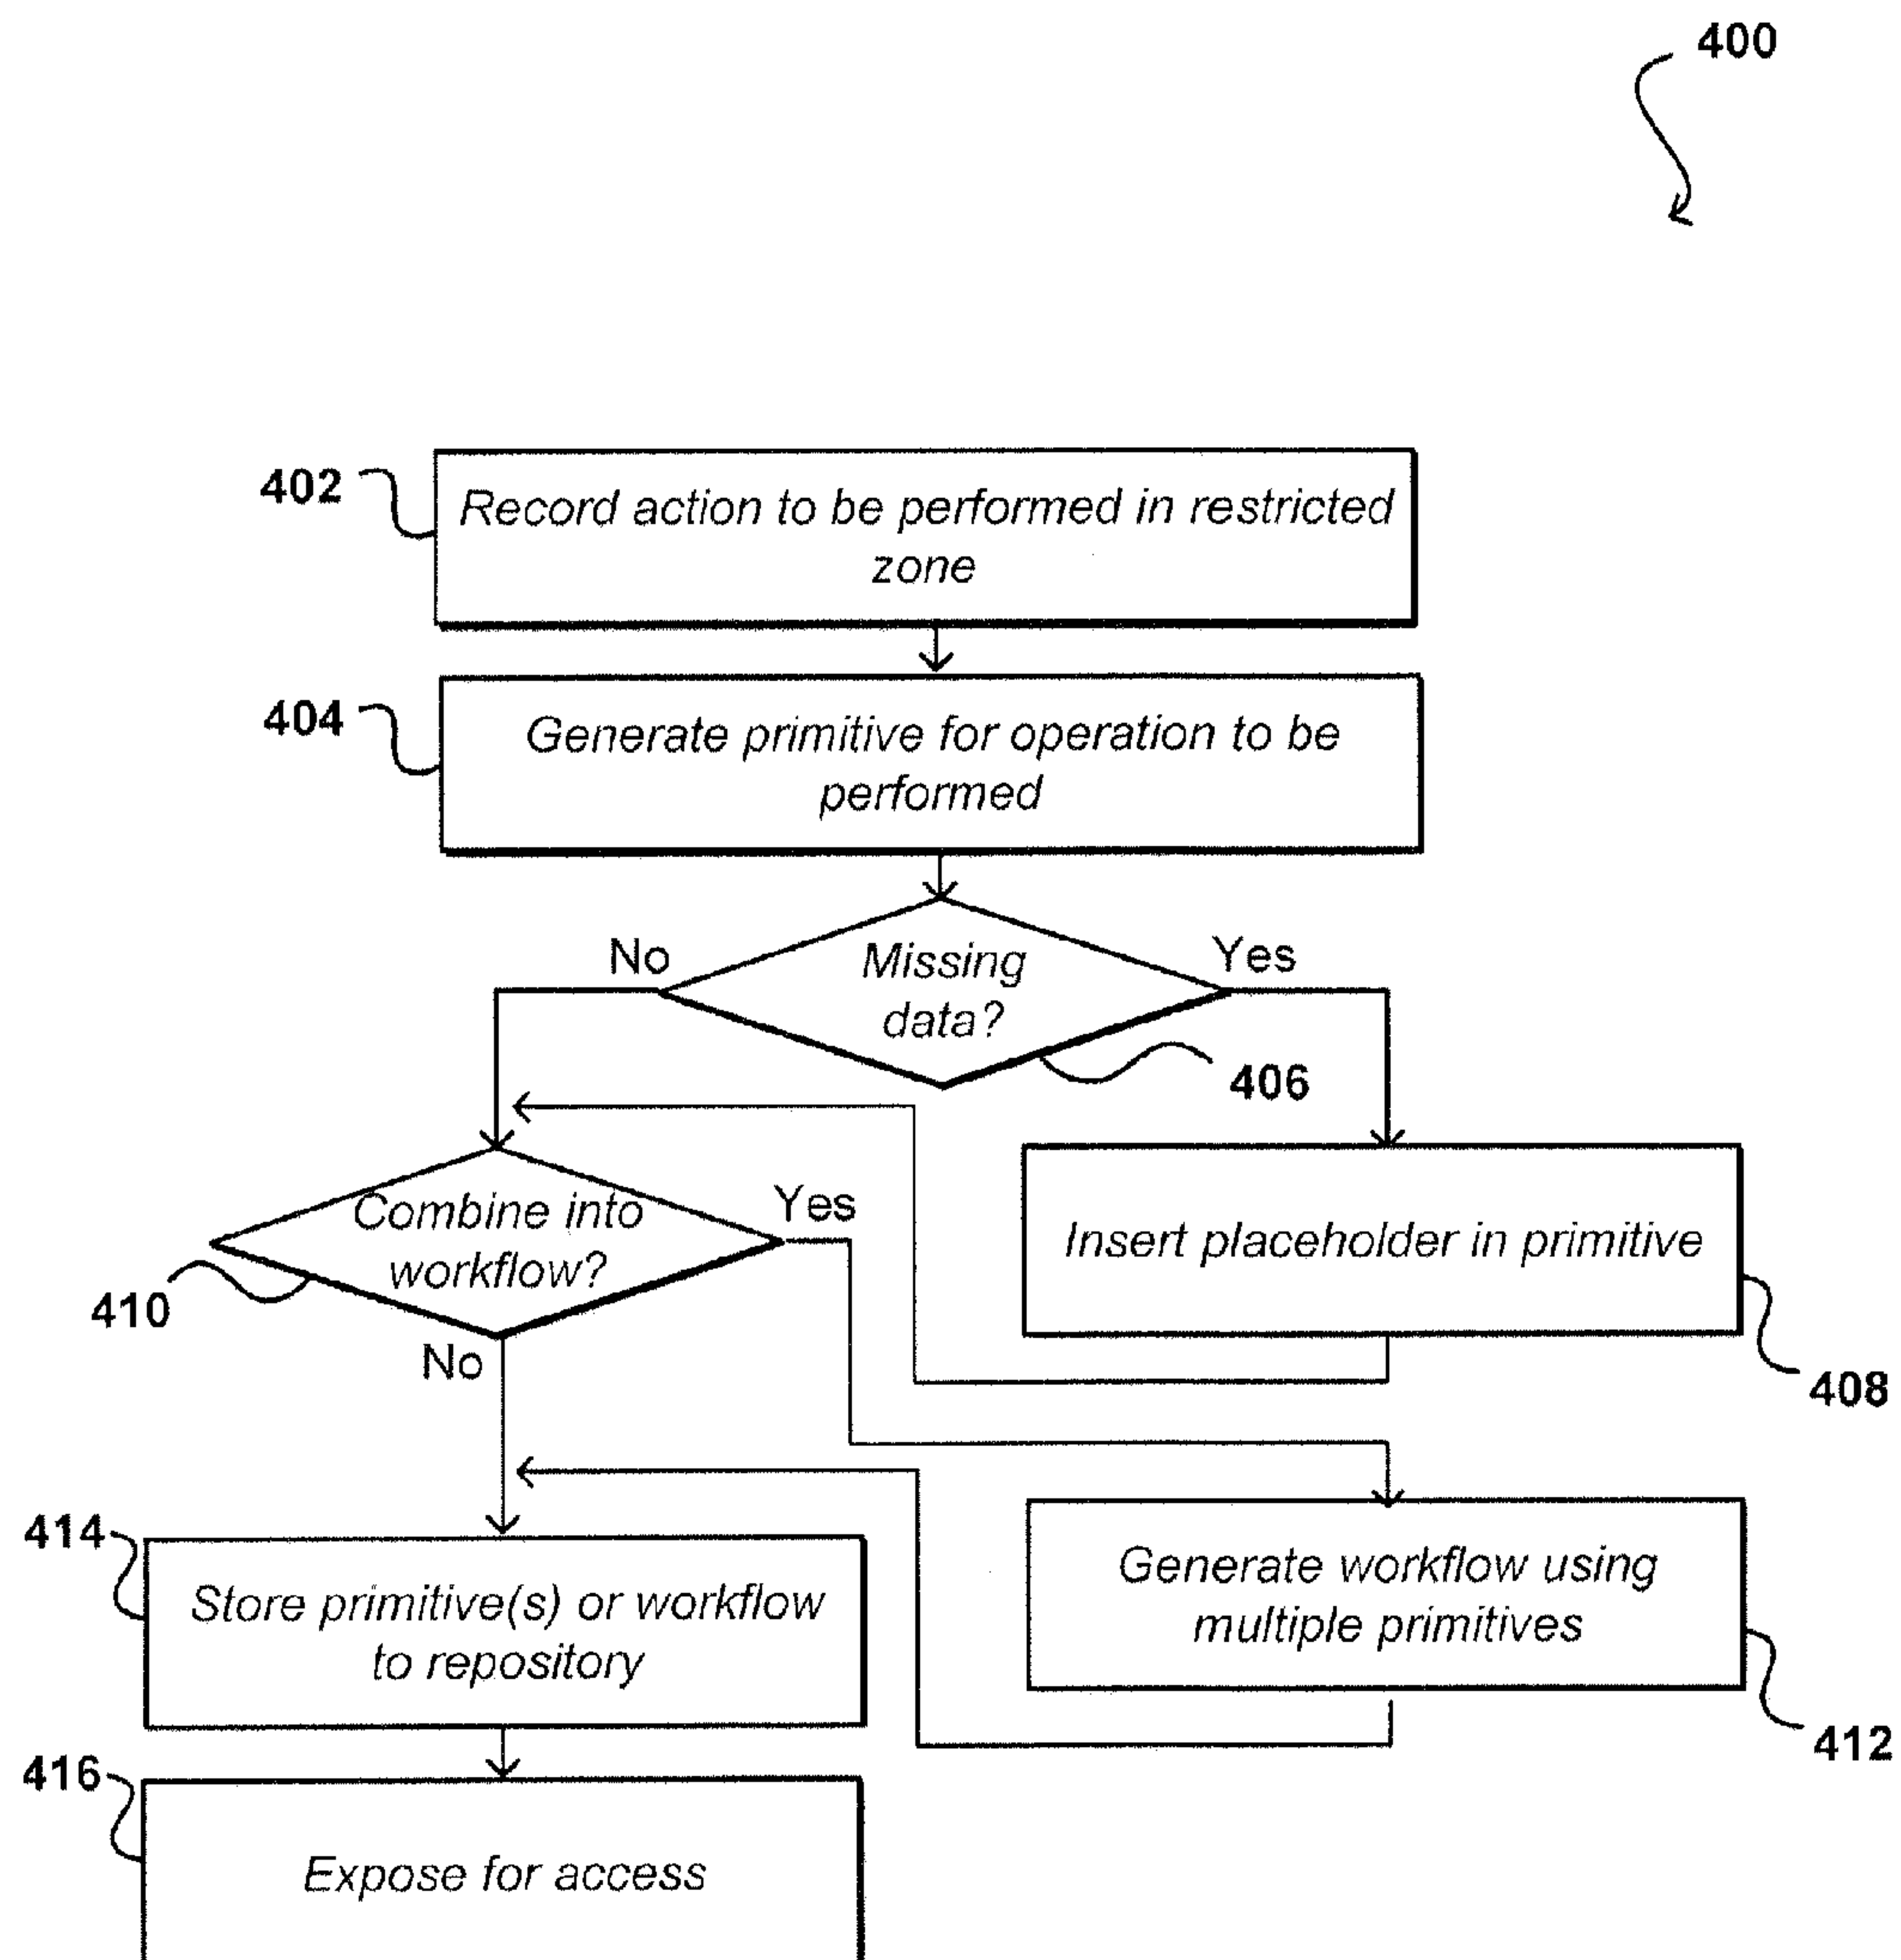 400
402
Record action to be performed in restricted
zone
404
Generate primitive for operation to be
performed
No
Missing
data?
Yes
406
Combine into
workflow?
Yes
410
No
Insert placeholder in primitive
408
414
Store primitive(s) or workflow
to repository
Generate workflow using
multiple primitives
412
416
Expose for access